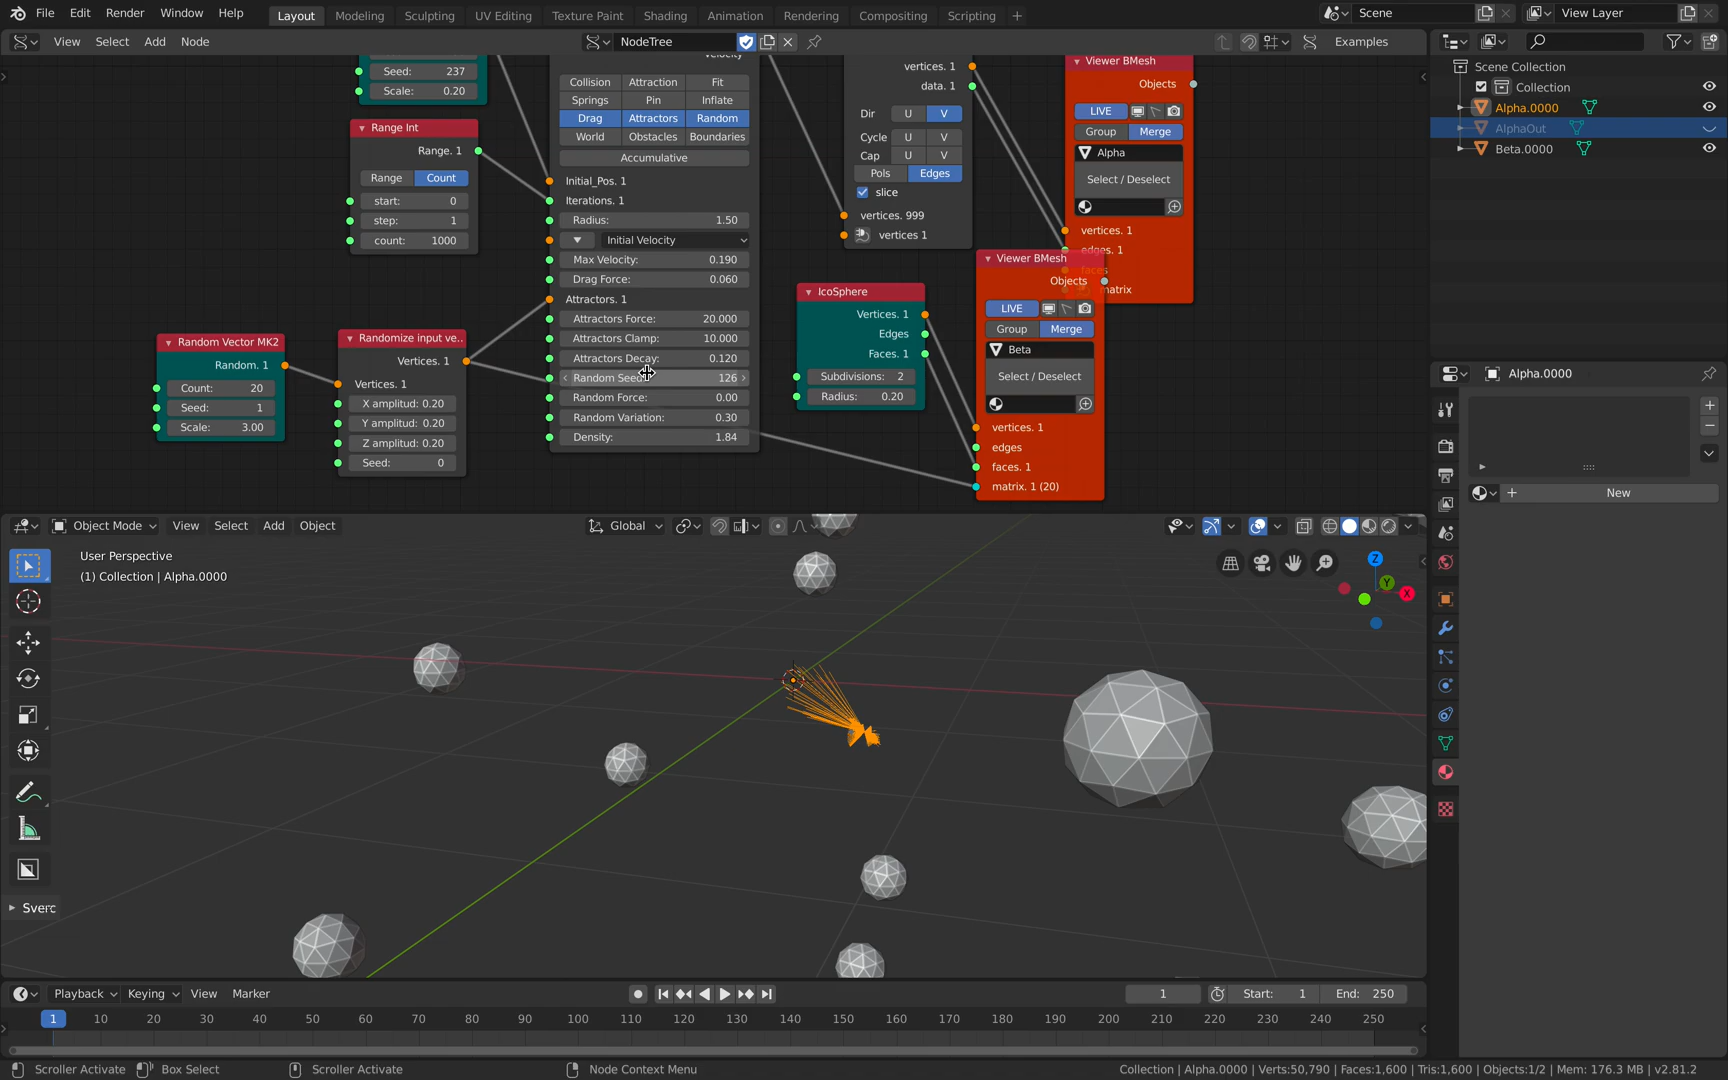 File Edit Render Window Help Layout Modeling Sculpting UV Editing Texture Paint Shading Animation Rendering Compositing Scripting + Scene View Layer
View Select Add Node NodeTree Examples
Seed: 237
Scale: 0.20
Range Int
Range. 1
Range Count
start: 0
step: 1
count: 1000
Random Vector MK2
Random. 1
Count: 20
Seed: 1
Scale: 3.00
Randomize input ve..
Vertices. 1
Vertices. 1
X amplitud: 0.20
Y amplitud: 0.20
Z amplitud: 0.20
Seed: 0
Velocity
Collision Attraction Fit
Springs Pin Inflate
Drag Attractors Random
World Obstacles Boundaries
Accumulative
Initial_Pos. 1
Iterations. 1
Radius: 1.50
Initial Velocity
Max Velocity: 0.190
Drag Force: 0.060
Attractors. 1
Attractors Force: 20.000
Attractors Clamp: 10.000
Attractors Decay: 0.120
Random Seed 126
Random Force: 0.00
Random Variation: 0.30
Density: 1.84
vertices. 1
data. 1
Dir U V
Cycle U V
Cap U V
Pols Edges
slice
vertices. 999
vertices 1
IcoSphere
Vertices. 1
Edges
Faces. 1
Subdivisions: 2
Radius: 0.20
Viewer BMesh
Objects
LIVE
Group Merge
Alpha
Select / Deselect
vertices. 1
edges. 1
faces
matrix
Viewer BMesh
Objects
LIVE
Group Merge
Beta
Select / Deselect
vertices. 1
edges
faces. 1
matrix. 1 (20)
Scene Collection
Collection
Alpha.0000
AlphaOut
Beta.0000
Alpha.0000
+
−
+ New
Object Mode View Select Add Object Global
User Perspective
(1) Collection | Alpha.0000
Z
Y
X
Sverc
Playback Keying View Marker 1 Start: 1 End: 250
1 10 20 30 40 50 60 70 80 90 100 110 120 130 140 150 160 170 180 190 200 210 220 230 240 250
Scroller Activate Box Select Scroller Activate Node Context Menu Collection | Alpha.0000 | Verts:50,790 | Faces:1,600 | Tris:1,600 | Objects:1/2 | Mem: 176.3 MB | v2.81.2